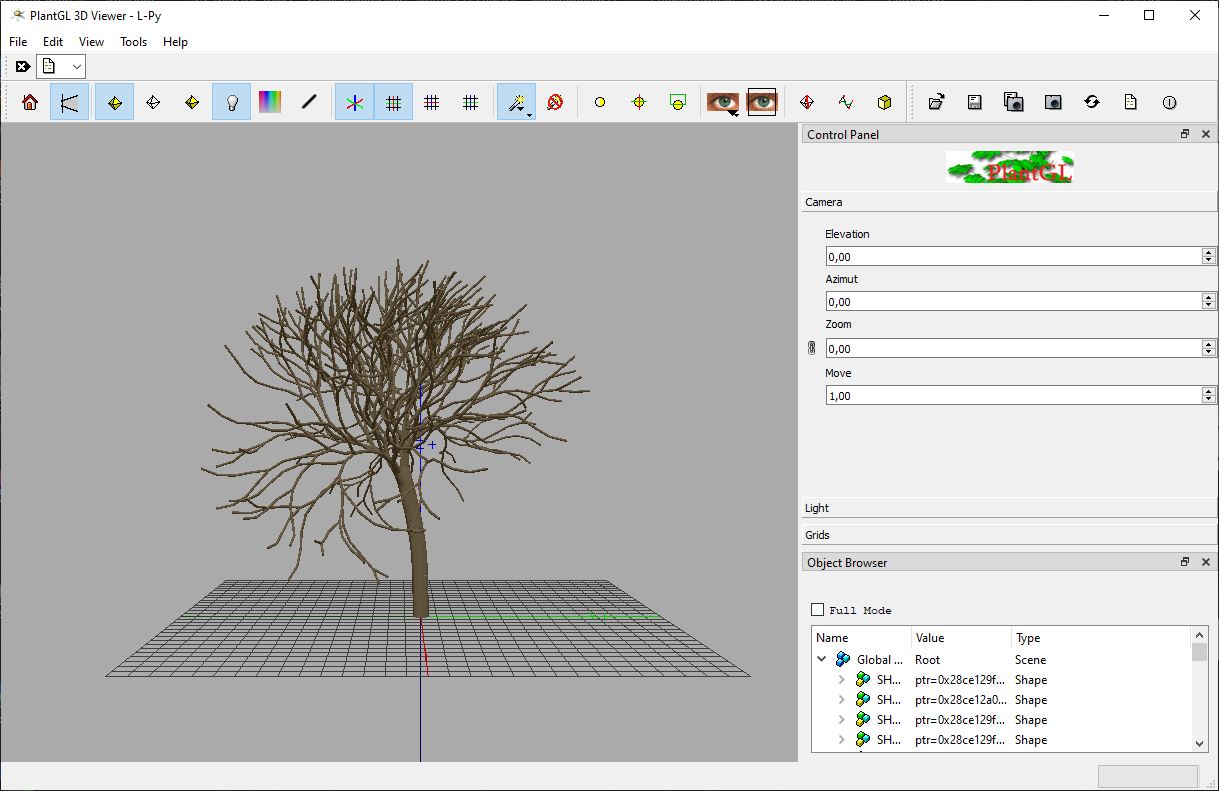 PlantGL 3D Viewer - L-Py
File Edit View Tools Help
Control Panel
PlantGL
Camera
Elevation
0,00
Azimut
0,00
Zoom
0,00
Move
1,00
Light
Grids
Object Browser
Full Mode
Name Value Type
Global ... Root Scene
SH... ptr=0x28ce129f... Shape
SH... ptr=0x28ce12a0... Shape
SH... ptr=0x28ce129f... Shape
SH... ptr=0x28ce129f... Shape